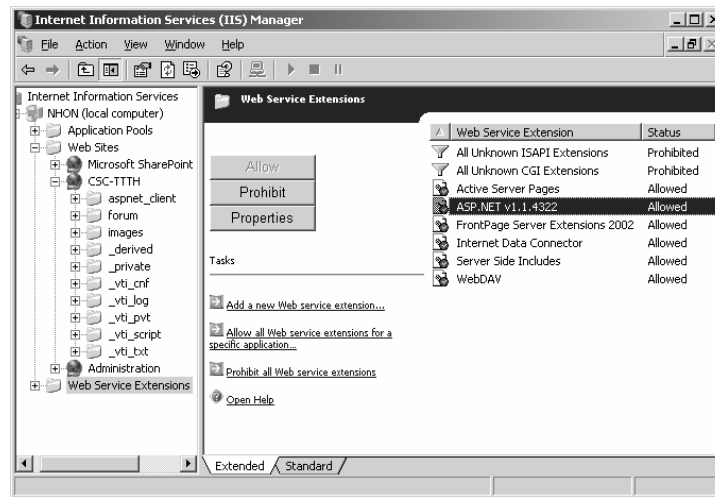 Internet Information Services (IIS) Manager
File Action View Window Help
Internet Information Services
NHON (local computer)
Application Pools
Web Sites
Microsoft SharePoint
CSC-TTTH
aspnet_client
forum
images
_derived
_private
_vti_cnf
_vti_log
_vti_pvt
_vti_script
_vti_txt
Administration
Web Service Extensions
Web Service Extensions
Allow
Prohibit
Properties
Tasks
Add a new Web service extension...
Allow all Web service extensions for a
specific application...
Prohibit all Web service extensions
Open Help
Web Service Extension Status
All Unknown ISAPI Extensions Prohibited
All Unknown CGI Extensions Prohibited
Active Server Pages Allowed
ASP.NET v1.1.4322 Allowed
FrontPage Server Extensions 2002 Allowed
Internet Data Connector Allowed
Server Side Includes Allowed
WebDAV Allowed
Extended Standard